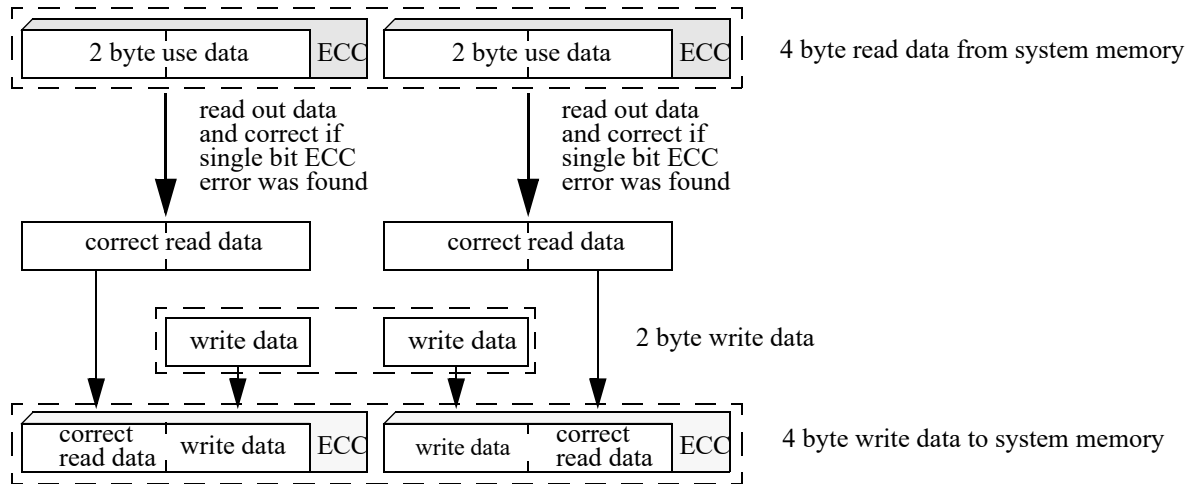 2 byte use data ECC 2 byte use data ECC 4 byte read data from system memory
read out data
and correct if
single bit ECC
error was found
read out data
and correct if
single bit ECC
error was found
correct read data correct read data
write data write data 2 byte write data
correct
read data
write data ECC
write data
correct
read data
ECC
4 byte write data to system memory